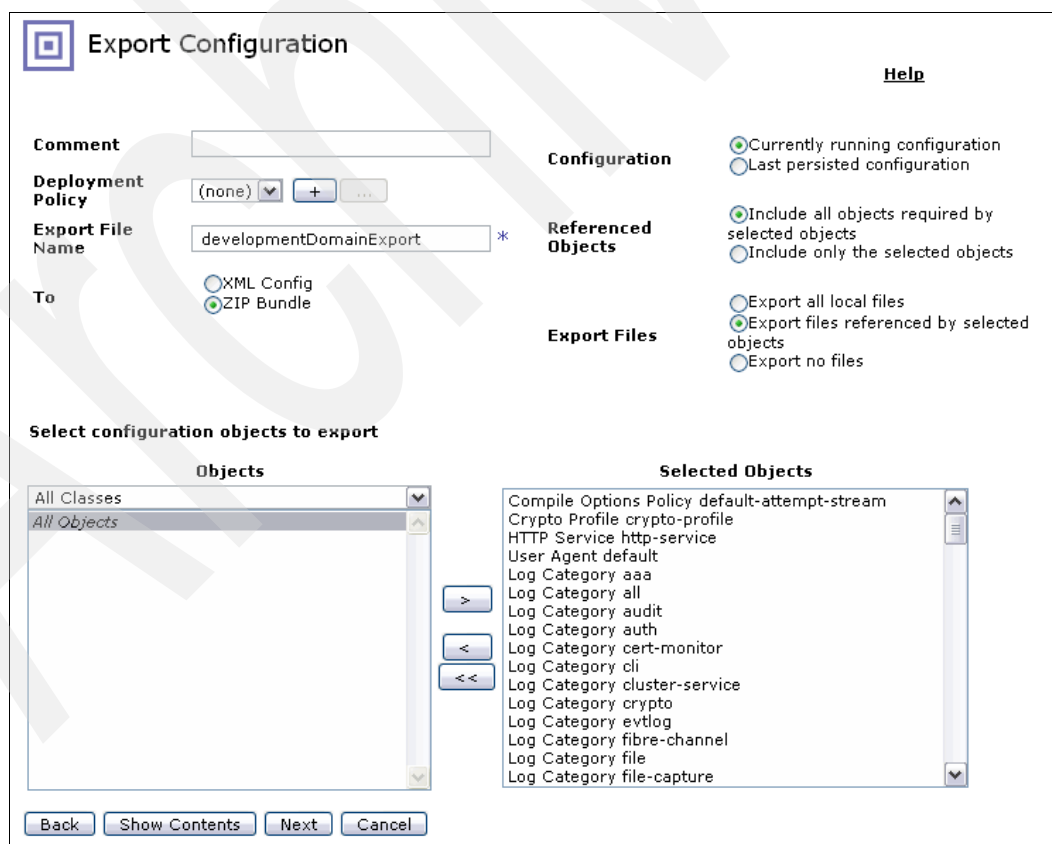 Export Configuration
Help
Comment
Deployment
Policy
(none)
+
...
Export File
Name
developmentDomainExport
*
To
XML Config
ZIP Bundle
Configuration
Currently running configuration
Last persisted configuration
Referenced
Objects
Include all objects required by
selected objects
Include only the selected objects
Export Files
Export all local files
Export files referenced by selected
objects
Export no files
Select configuration objects to export
Objects
All Classes
All Objects
>
<
<<
Selected Objects
Compile Options Policy default-attempt-stream
Crypto Profile crypto-profile
HTTP Service http-service
User Agent default
Log Category aaa
Log Category all
Log Category audit
Log Category auth
Log Category cert-monitor
Log Category cli
Log Category cluster-service
Log Category crypto
Log Category evtlog
Log Category fibre-channel
Log Category file
Log Category file-capture
Back
Show Contents
Next
Cancel